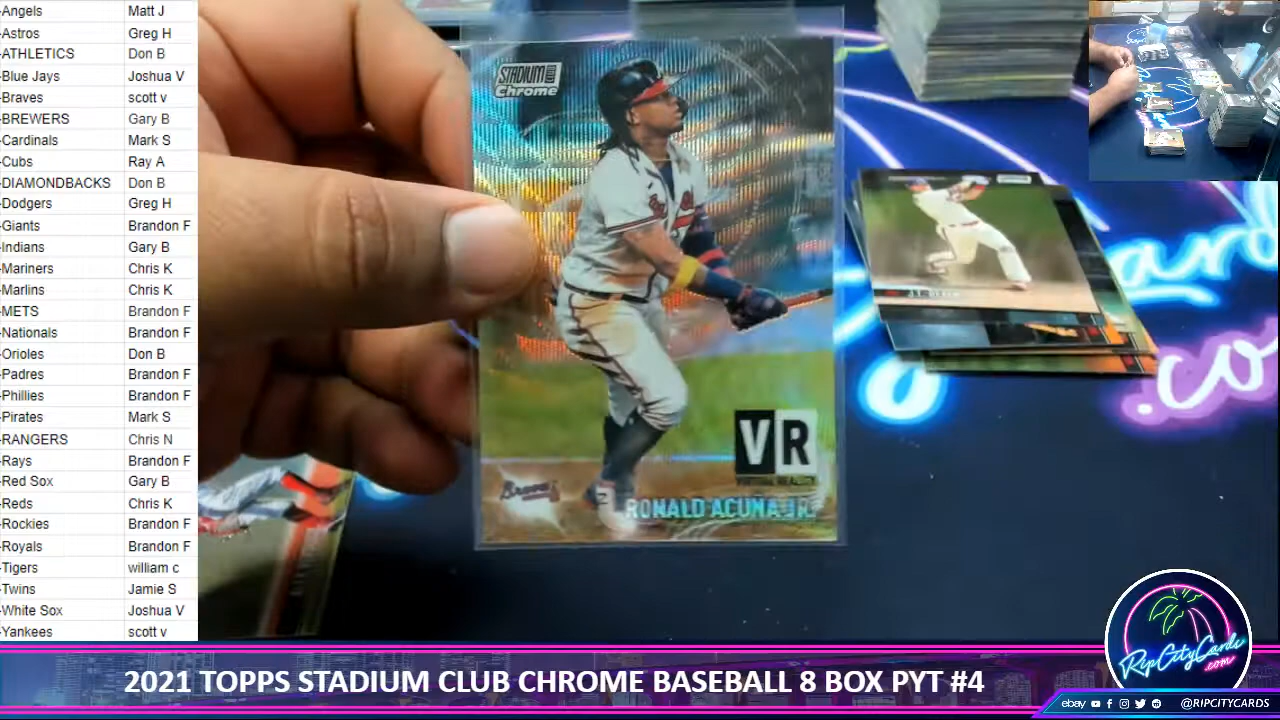 -Angels Matt J
-Astros Greg H
-ATHLETICS Don B
-Blue Jays Joshua V
-Braves scott v
-BREWERS Gary B
-Cardinals Mark S
-Cubs Ray A
-DIAMONDBACKS Don B
-Dodgers Greg H
-Giants Brandon F
-Indians Gary B
-Mariners Chris K
-Marlins Chris K
-METS Brandon F
-Nationals Brandon F
-Orioles Don B
-Padres Brandon F
-Phillies Brandon F
-Pirates Mark S
-RANGERS Chris N
-Rays Brandon F
-Red Sox Gary B
-Reds Chris K
-Rockies Brandon F
-Royals Brandon F
-Tigers william c
-Twins Jamie S
-White Sox Joshua V
-Yankees scott v
STADIUM CLUB
Chrome
VR
VIRTUAL REALITY
Braves
RONALD ACUÑA JR.
Card
.co
RipCityCards
.com
2021 TOPPS STADIUM CLUB CHROME BASEBALL 8 BOX PYT #4
ebay @RIPCITYCARDS